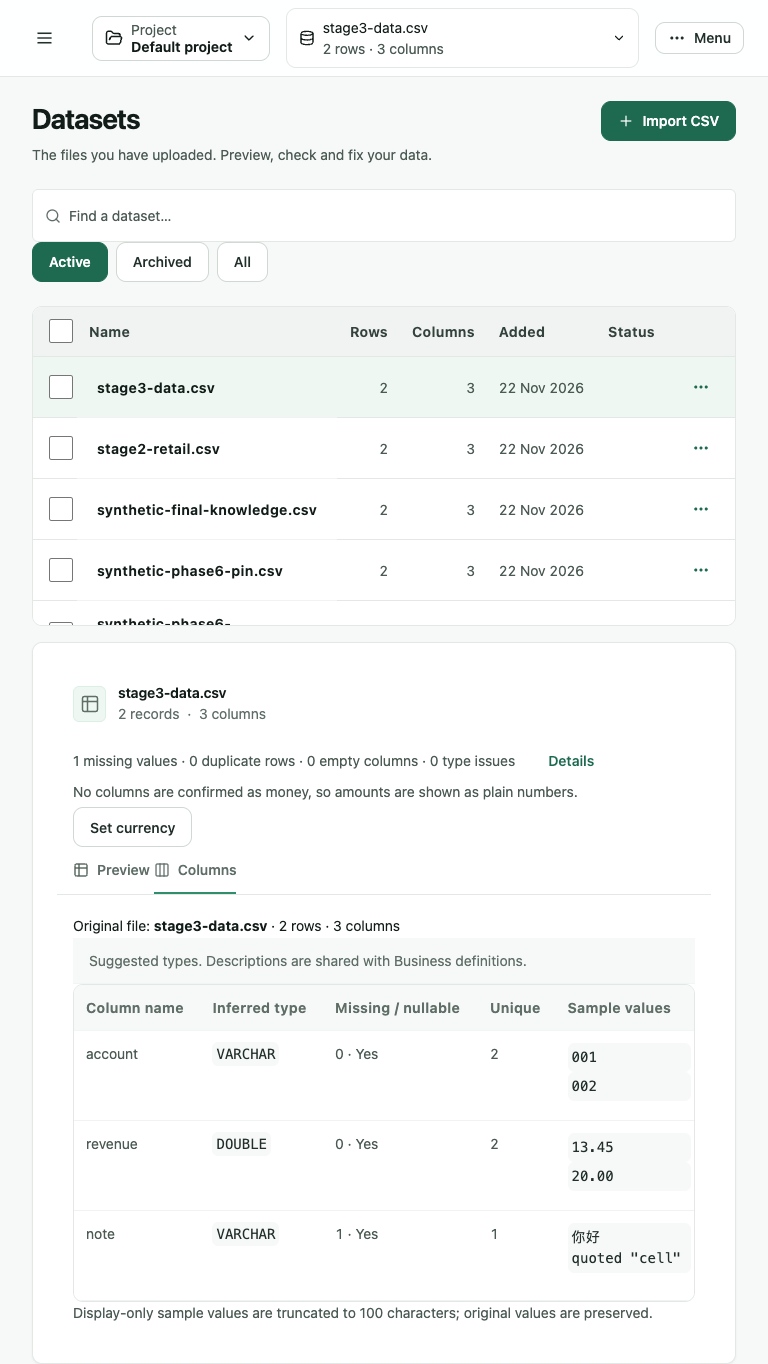 Project
Default project
stage3-data.csv
2 rows · 3 columns
Menu
Datasets
Import CSV
The files you have uploaded. Preview, check and fix your data.
Find a dataset...
Active Archived All
Name Rows Columns Added Status
stage3-data.csv 2 3 22 Nov 2026
stage2-retail.csv 2 3 22 Nov 2026
synthetic-final-knowledge.csv 2 3 22 Nov 2026
synthetic-phase6-pin.csv 2 3 22 Nov 2026
synthetic-phase6-
stage3-data.csv
2 records · 3 columns
1 missing values · 0 duplicate rows · 0 empty columns · 0 type issues Details
No columns are confirmed as money, so amounts are shown as plain numbers.
Set currency
Preview Columns
Original file: stage3-data.csv · 2 rows · 3 columns
Suggested types. Descriptions are shared with Business definitions.
Column name Inferred type Missing / nullable Unique Sample values
account VARCHAR 0 · Yes 2 001
002
revenue DOUBLE 0 · Yes 2 13.45
20.00
note VARCHAR 1 · Yes 1 你好
quoted "cell"
Display-only sample values are truncated to 100 characters; original values are preserved.